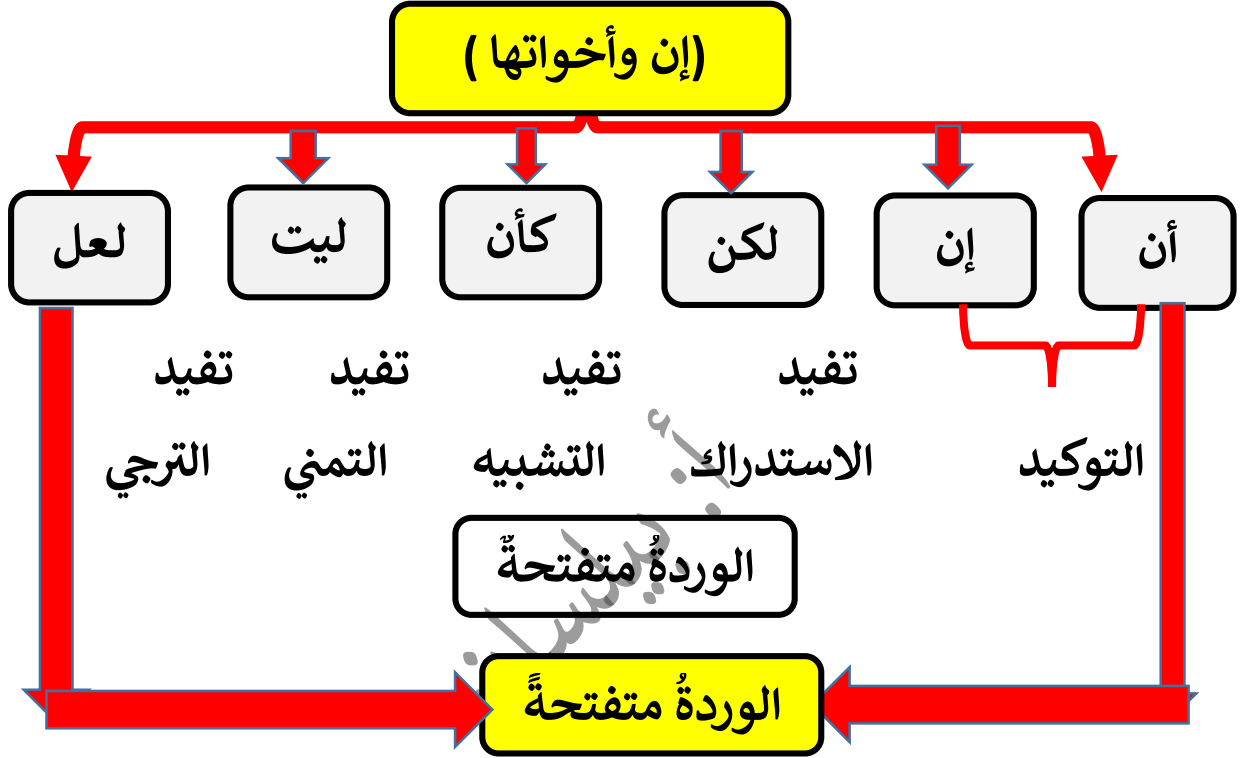 (إن وأخواتها )
أن
إن
لكن
كأن
ليت
لعل
تفيد
تفيد
تفيد
تفيد
التوكيد
الاستدراك
التشبيه
التمني
الترجي
الوردةُ متفتحةٌ
الوردةُ متفتحةً